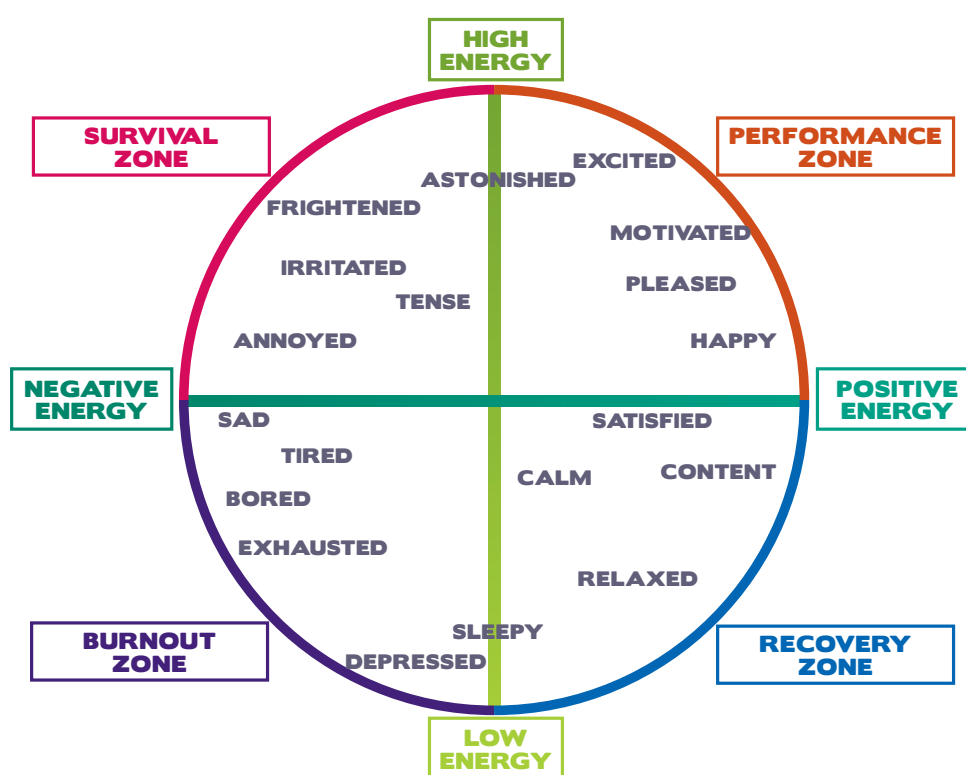 HIGH
ENERGY
SURVIVAL
ZONE
PERFORMANCE
ZONE
EXCITED
ASTONISHED
FRIGHTENED
MOTIVATED
IRRITATED
PLEASED
TENSE
ANNOYED
HAPPY
NEGATIVE
ENERGY
POSITIVE
ENERGY
SAD
SATISFIED
TIRED
CALM
CONTENT
BORED
EXHAUSTED
RELAXED
SLEEPY
DEPRESSED
BURNOUT
ZONE
RECOVERY
ZONE
LOW
ENERGY